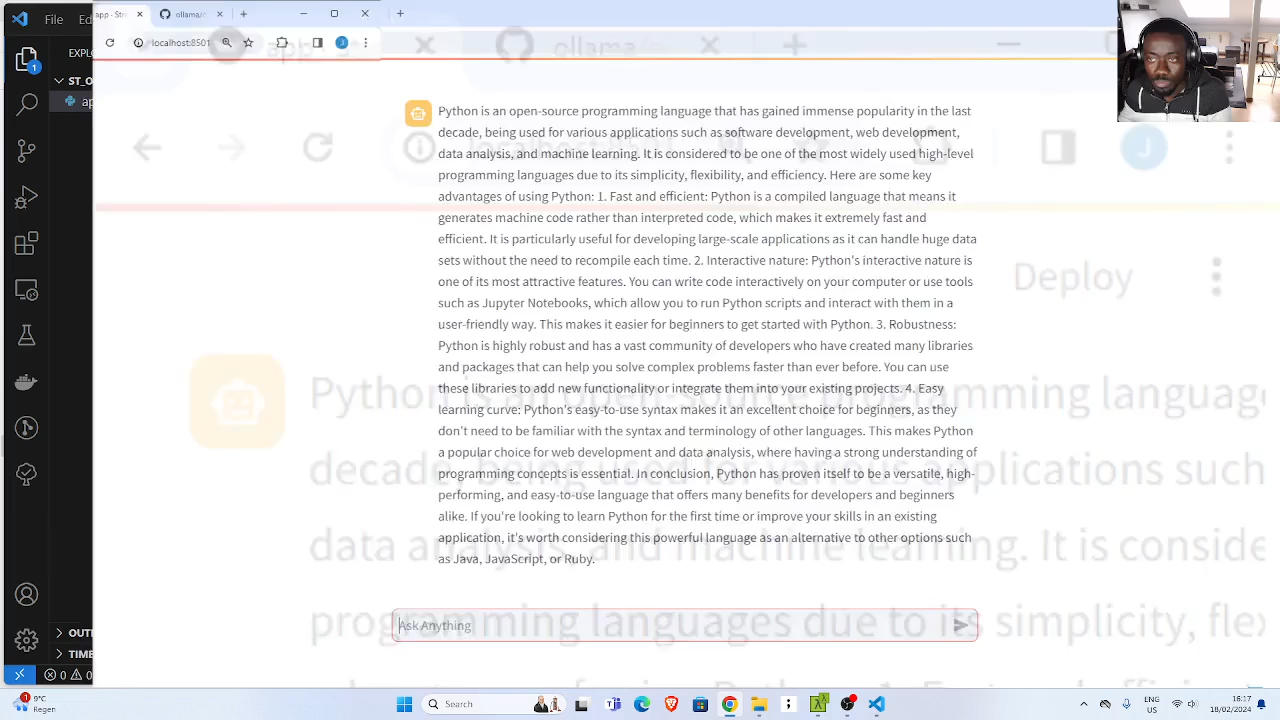 app - Str
ollama/c
localhost:8501
J
ollama/
EXPLO
ST_O
ap
Deploy
J
Python is an open-source programming language that has gained immense popularity in the last
decade, being used for various applications such as software development, web development,
data analysis, and machine learning. It is considered to be one of the most widely used high-level
programming languages due to its simplicity, flexibility, and efficiency. Here are some key
advantages of using Python: 1. Fast and efficient: Python is a compiled language that means it
generates machine code rather than interpreted code, which makes it extremely fast and
efficient. It is particularly useful for developing large-scale applications as it can handle huge data
sets without the need to recompile each time. 2. Interactive nature: Python's interactive nature is
one of its most attractive features. You can write code interactively on your computer or use tools
such as Jupyter Notebooks, which allow you to run Python scripts and interact with them in a
user-friendly way. This makes it easier for beginners to get started with Python. 3. Robustness:
Python is highly robust and has a vast community of developers who have created many libraries
and packages that can help you solve complex problems faster than ever before. You can use
these libraries to add new functionality or integrate them into your existing projects. 4. Easy
learning curve: Python's easy-to-use syntax makes it an excellent choice for beginners, as they
don't need to be familiar with the syntax and terminology of other languages. This makes Python
a popular choice for web development and data analysis, where having a strong understanding of
programming concepts is essential. In conclusion, Python has proven itself to be a versatile, high-
performing, and easy-to-use language that offers many benefits for developers and beginners
alike. If you're looking to learn Python for the first time or improve your skills in an existing
application, it's worth considering this powerful language as an alternative to other options such
as Java, JavaScript, or Ruby.
Ask Anything
OUTL
TIME
0
9°C
Search
16:17
18/02/2024